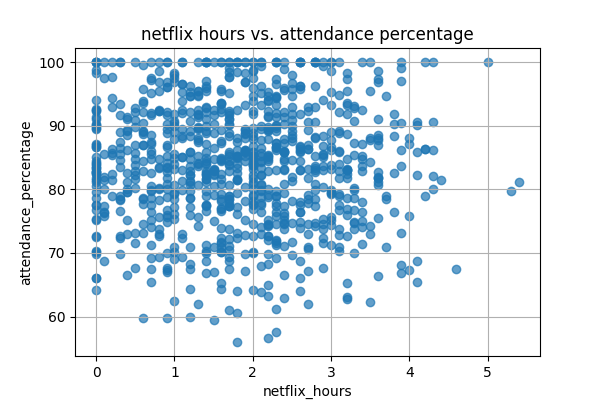 netflix hours vs. attendance percentage
100
90
80
70
60
attendance_percentage
0 1 2 3 4 5
netflix_hours